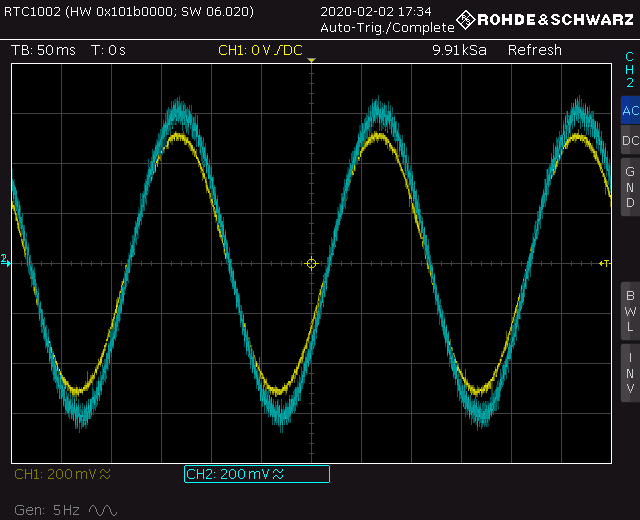 RTC1002 (HW 0x101b0000; SW 06.020)
2020-02-02 17:34
Auto-Trig./Complete
ROHDE&SCHWARZ
TB: 50 ms T: 0 s CH1: 0 V / DC 9.91 kSa Refresh
CH2
AC
DC
GND
BWL
INV
2
T
CH1: 200 mV
CH2: 200 mV
Gen: 5 Hz